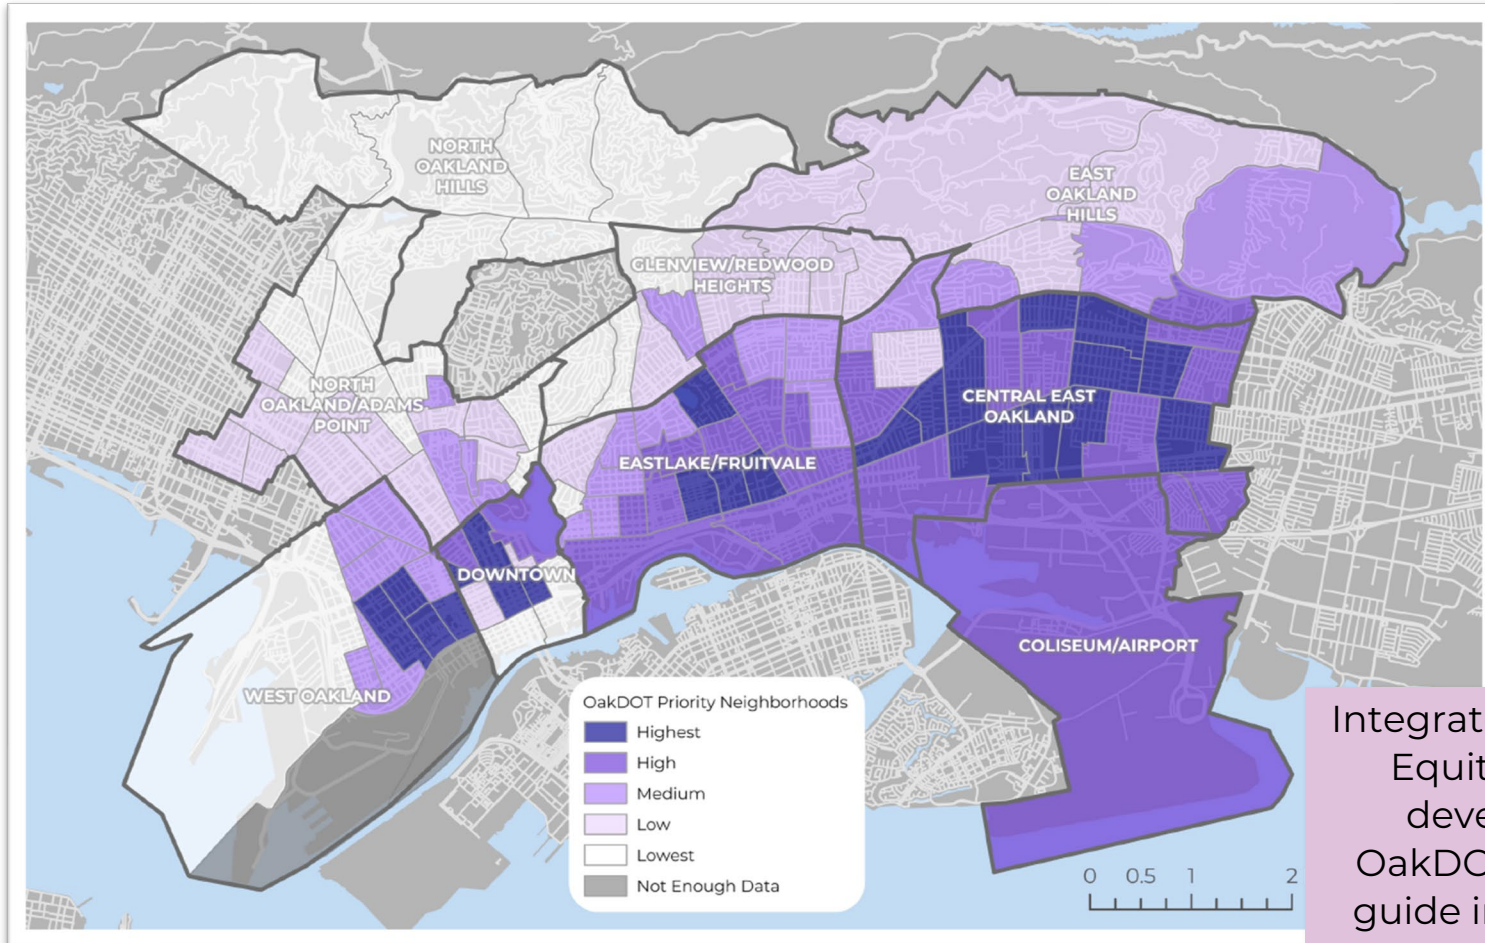 NORTH
OAKLAND
HILLS
EAST
OAKLAND
HILLS
GLENVIEW/REDWOOD
HEIGHTS
NORTH
OAKLAND/ADAMS
POINT
CENTRAL EAST
OAKLAND
EASTLAKE/FRUITVALE
DOWNTOWN
COLISEUM/AIRPORT
WEST OAKLAND
OakDOT Priority Neighborhoods
Highest
High
Medium
Low
Lowest
Not Enough Data
0 0.5 1 2
Integrat
Equit
deve
OakDO
guide i